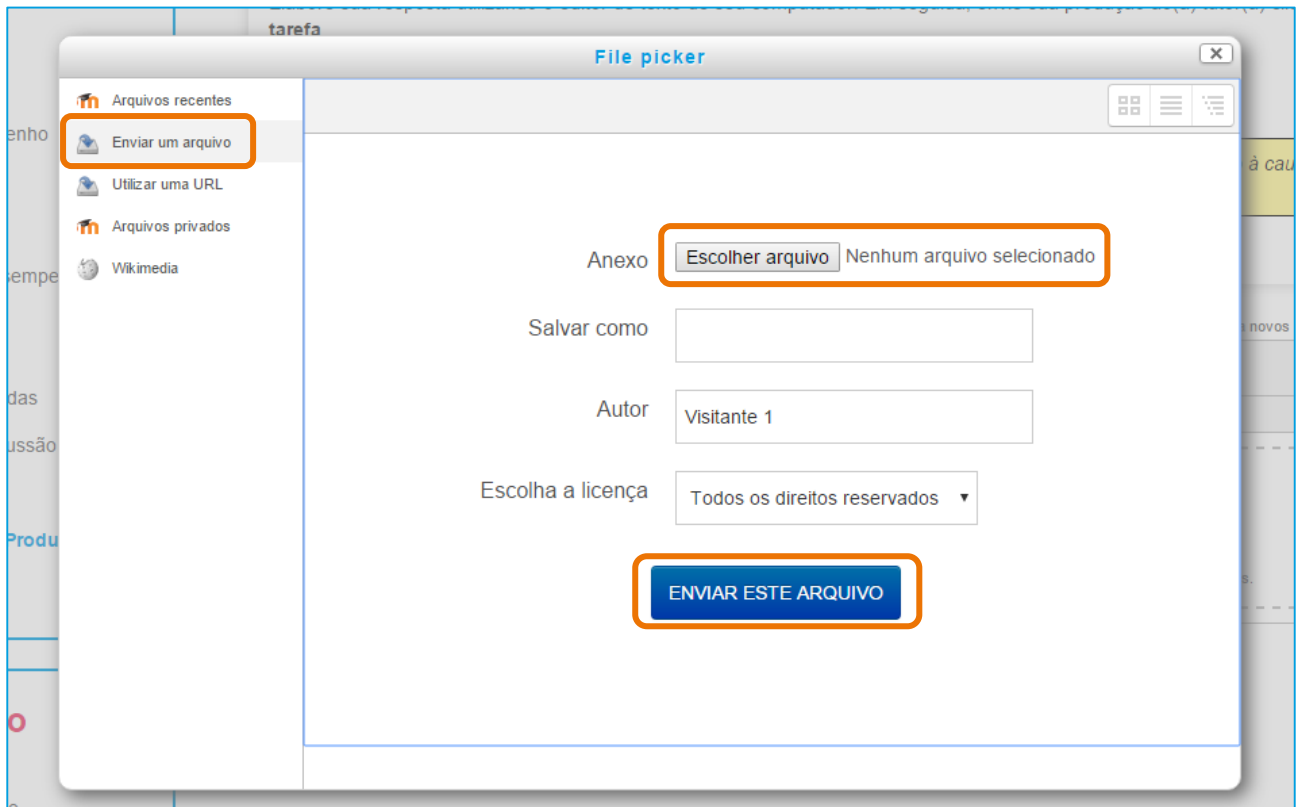 tarefa
File picker
Arquivos recentes
Enviar um arquivo
Utilizar uma URL
Arquivos privados
Wikimedia
Anexo Escolher arquivo Nenhum arquivo selecionado
Salvar como
Autor Visitante 1
Escolha a licença Todos os direitos reservados
ENVIAR ESTE ARQUIVO
enho
à cau
sempe
novos
das
ussão
Produ
s.
o